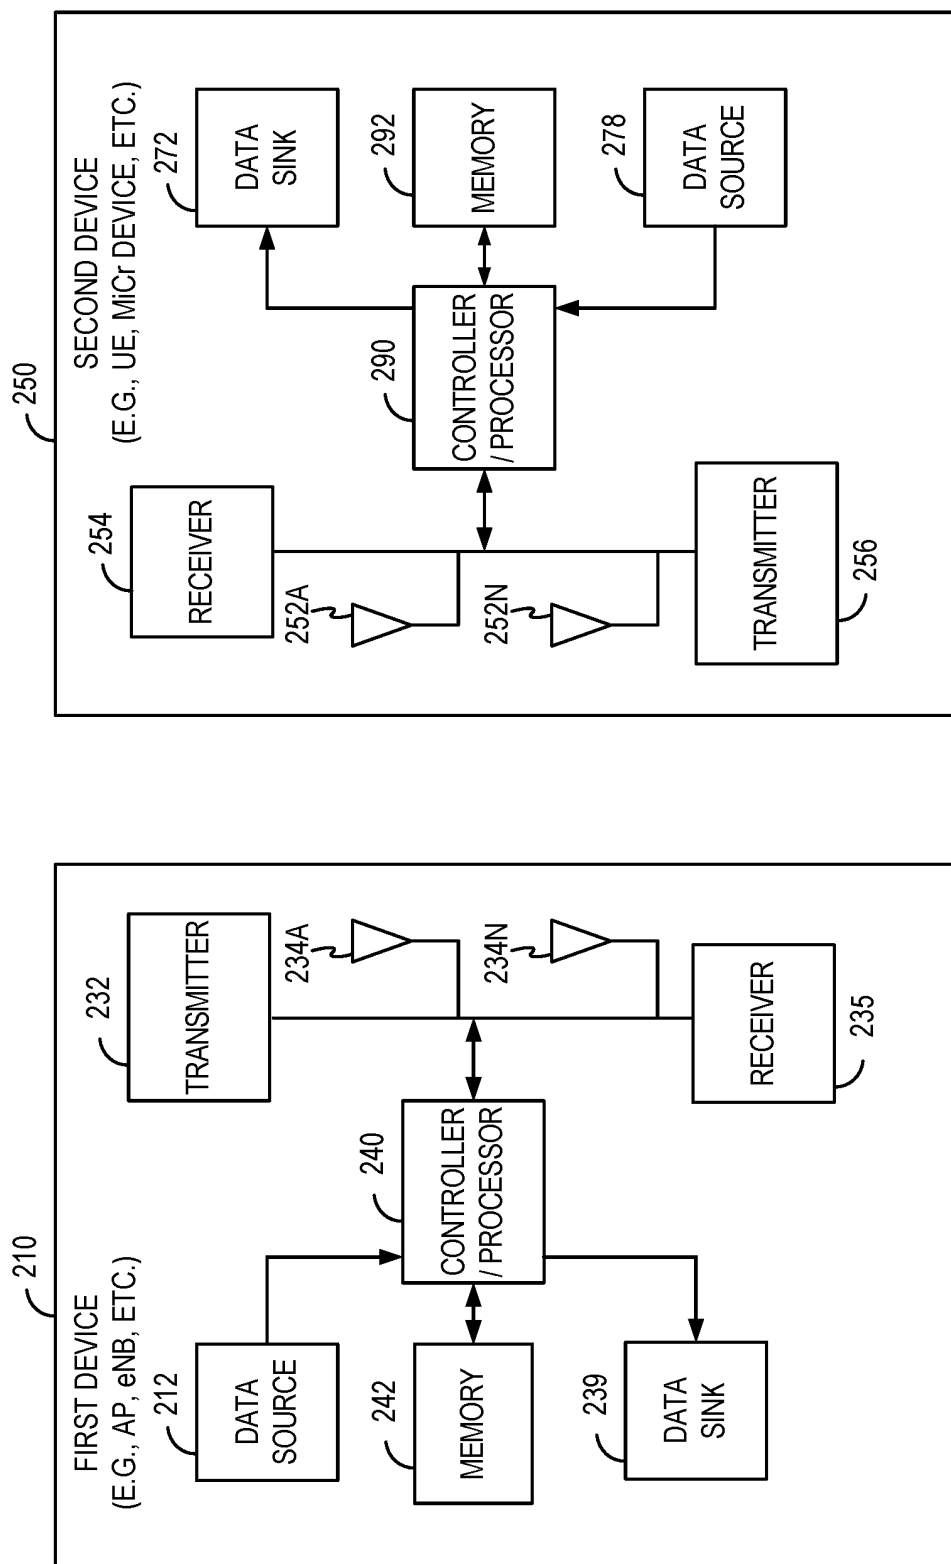 210
FIRST DEVICE
(E.G., AP, eNB, ETC.)
212
DATA
SOURCE
242
MEMORY
239
DATA
SINK
240
CONTROLLER
/ PROCESSOR
232
TRANSMITTER
234A
234N
RECEIVER
235
250
SECOND DEVICE
(E.G., UE, MiCr DEVICE, ETC.)
254
RECEIVER
252A
252N
TRANSMITTER
256
290
CONTROLLER
/ PROCESSOR
272
DATA
SINK
292
MEMORY
278
DATA
SOURCE